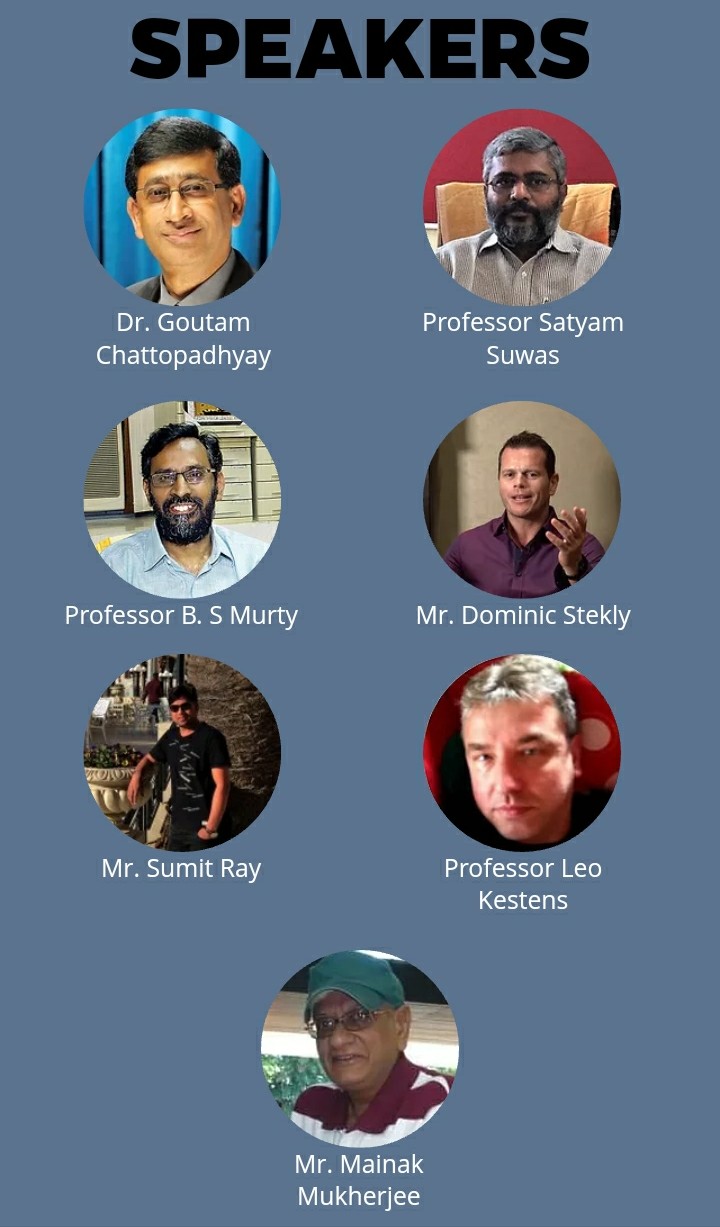 SPEAKERS
Dr. Goutam
Chattopadhyay
Professor Satyam
Suwas
Professor B. S Murty
Mr. Dominic Stekly
Mr. Sumit Ray
Professor Leo
Kestens
Mr. Mainak
Mukherjee